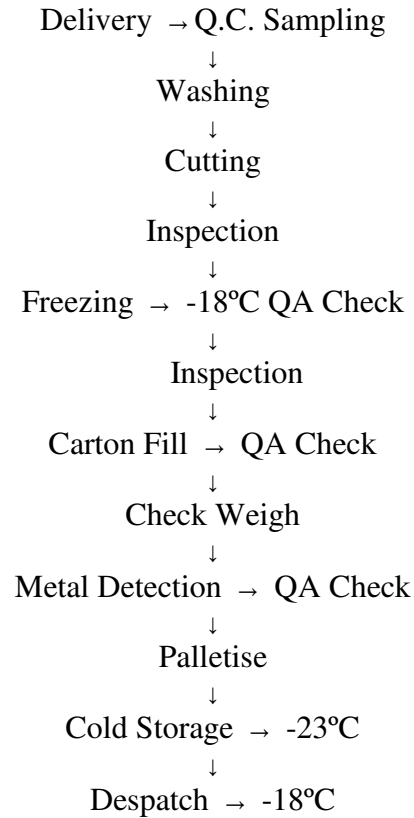 Delivery → Q.C. Sampling
↓
Washing
↓
Cutting
↓
Inspection
↓
Freezing → -18ºC QA Check
↓
Inspection
↓
Carton Fill → QA Check
↓
Check Weigh
↓
Metal Detection → QA Check
↓
Palletise
↓
Cold Storage → -23ºC
↓
Despatch → -18ºC